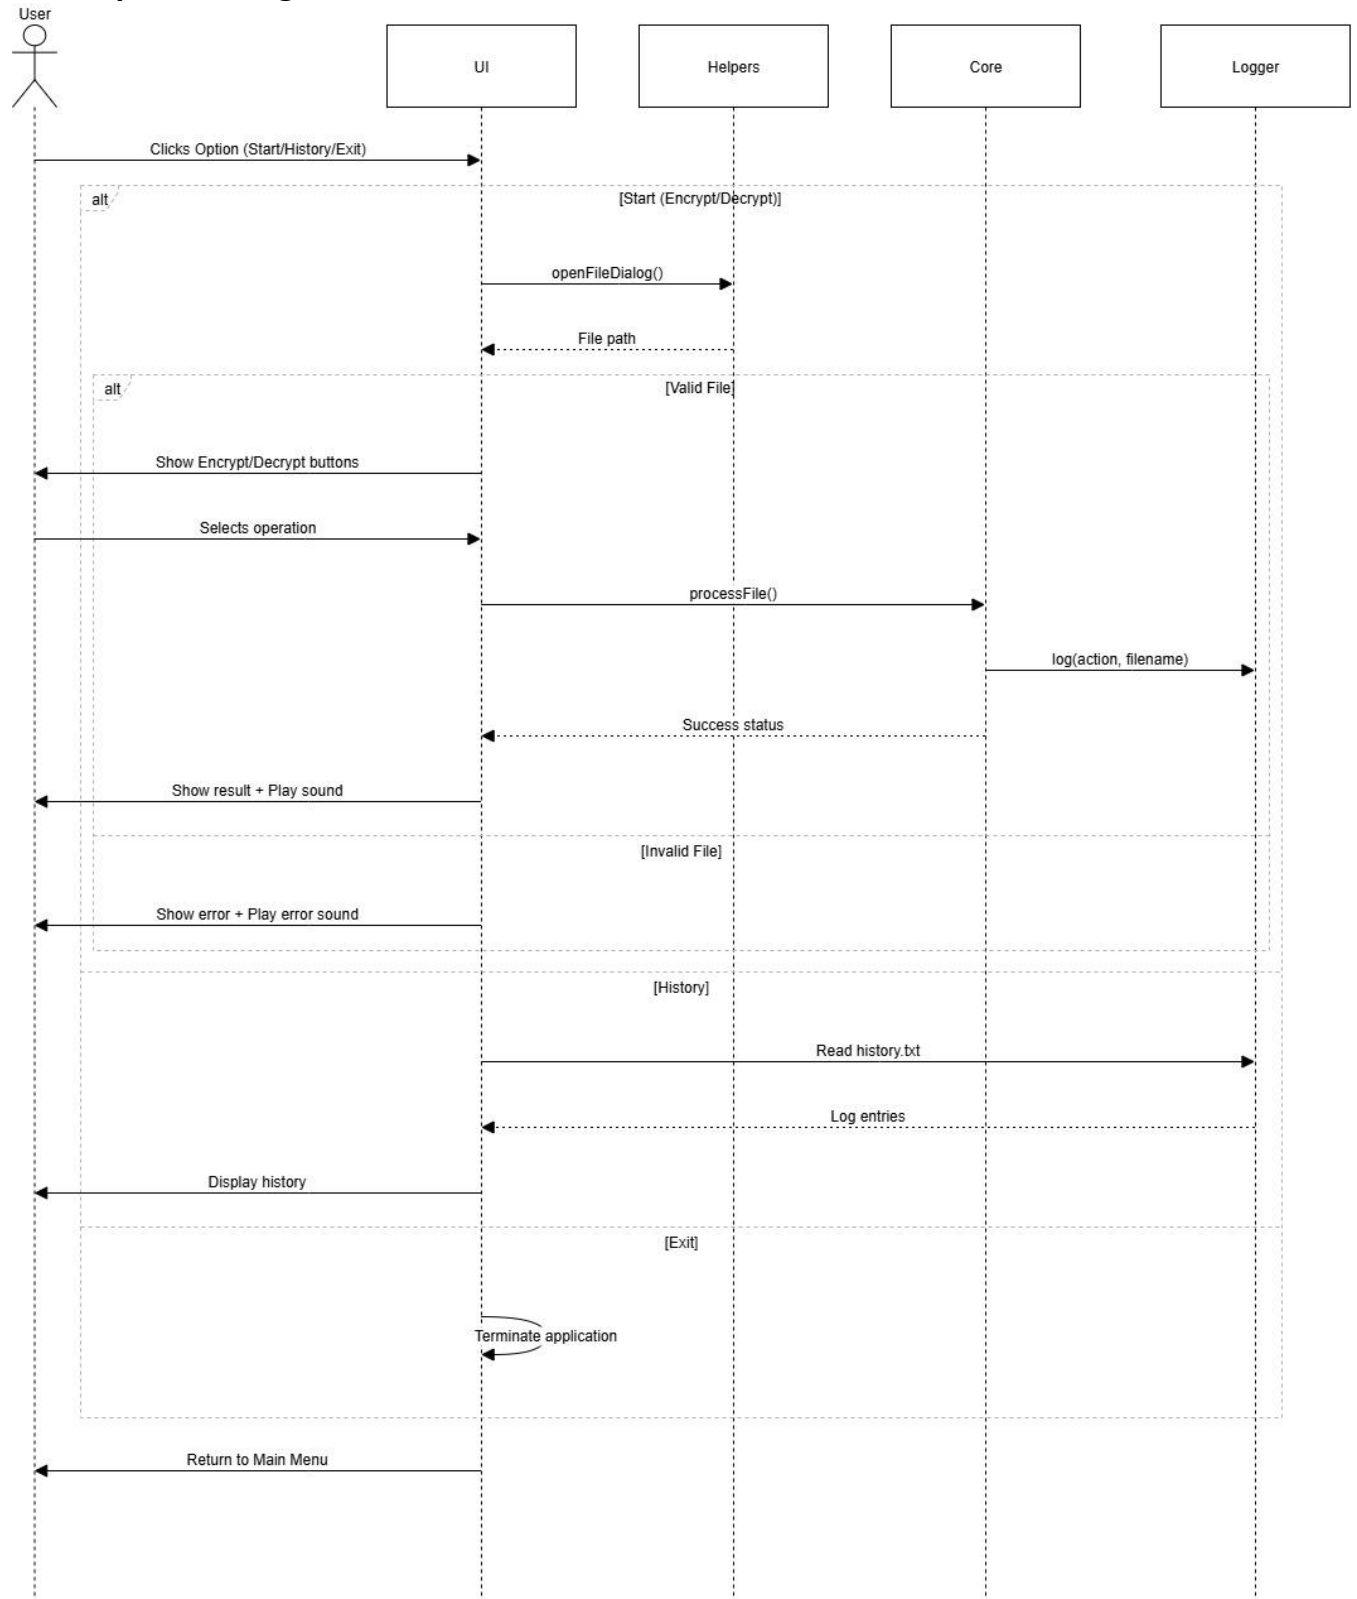 User
UI
Helpers
Core
Logger
Clicks Option (Start/History/Exit)
alt
[Start (Encrypt/Decrypt)]
openFileDialog()
File path
alt
[Valid File]
Show Encrypt/Decrypt buttons
Selects operation
processFile()
log(action, filename)
Success status
Show result + Play sound
[Invalid File]
Show error + Play error sound
[History]
Read history.txt
Log entries
Display history
[Exit]
Terminate application
Return to Main Menu